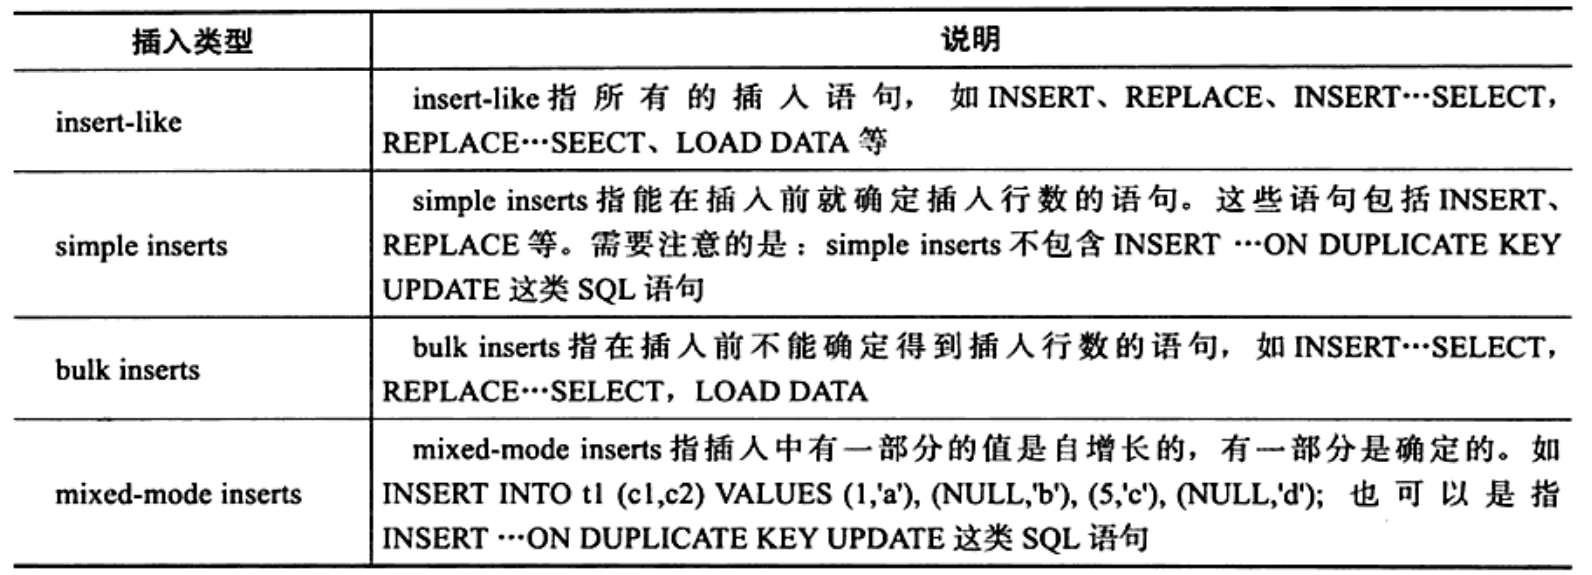 插入类型	说明
insert-like
insert-like 指所有的插入语句，如 INSERT、REPLACE、INSERT…SELECT，
REPLACE…SEECT、LOAD DATA 等
simple inserts
simple inserts 指能在插入前就确定插入行数的语句。这些语句包括 INSERT、
REPLACE 等。需要注意的是：simple inserts 不包含 INSERT …ON DUPLICATE KEY
UPDATE 这类 SQL 语句
bulk inserts
bulk inserts 指在插入前不能确定得到插入行数的语句，如 INSERT…SELECT，
REPLACE…SELECT，LOAD DATA
mixed-mode inserts
mixed-mode inserts 指插入中有一部分的值是自增长的，有一部分是确定的。如
INSERT INTO t1 (c1,c2) VALUES (1,'a'), (NULL,'b'), (5,'c'), (NULL,'d'); 也可以是指
INSERT …ON DUPLICATE KEY UPDATE 这类 SQL 语句